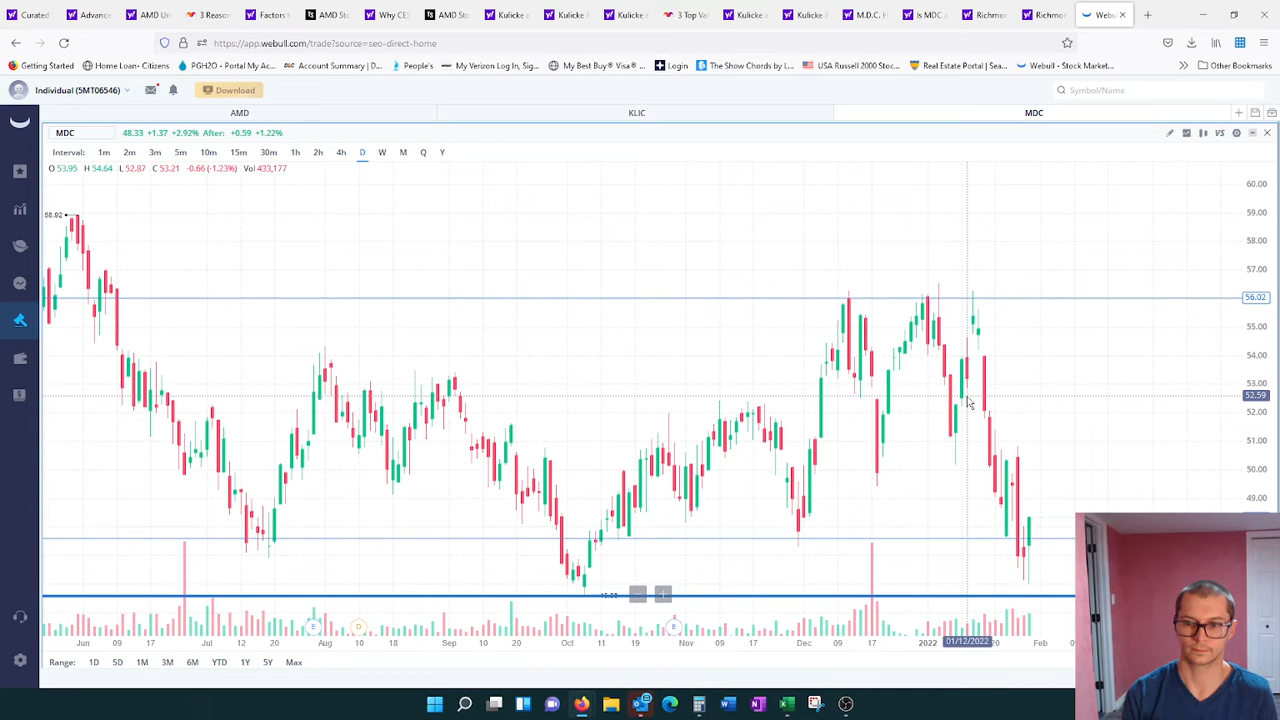 Curated
Advance
AMD Un
3 Reason
Factors
AMD Sto
Why CES
AMD Sto
Kulicke a
Kulicke &
Kulicke a
3 Top Val
Kulicke a
Kulicke &
M.D.C. H
Is MDC a
Richmon
Richmon
Webul
https://app.webull.com/trade?source=seo-direct-home
Getting Started
Home Loan- Citizens
PGH2O - Portal My Ac...
Account Summary | D...
People's
My Verizon Log In, Sig...
My Best Buy® Visa® ...
Login
The Show Chords by L...
USA Russell 2000 Stoc...
Real Estate Portal | Sea...
Webull - Stock Market...
Other Bookmarks
Individual (5MT06546)
Download
Symbol/Name
AMD
KLIC
MDC
MDC 48.33 +1.37 +2.92% After: +0.59 +1.22%
VS
Interval: 1m 2m 3m 5m 10m 15m 30m 1h 2h 4h D W M Q Y
O 53.95 H 54.64 L 52.87 C 53.21 -0.66 (-1.23%) Vol 433,177
60.00
59.00
58.00
57.00
56.02
55.00
54.00
53.00
52.59
52.00
51.00
50.00
49.00
E
D
E
Jun 09 17 Jul 12 20 Aug 10 18 Sep 10 20 Oct 11 19 Nov 09 17 Dec 09 17 2022 01/12/2022 20 Feb
Range: 1D 5D 1M 3M 6M YTD 1Y 5Y Max